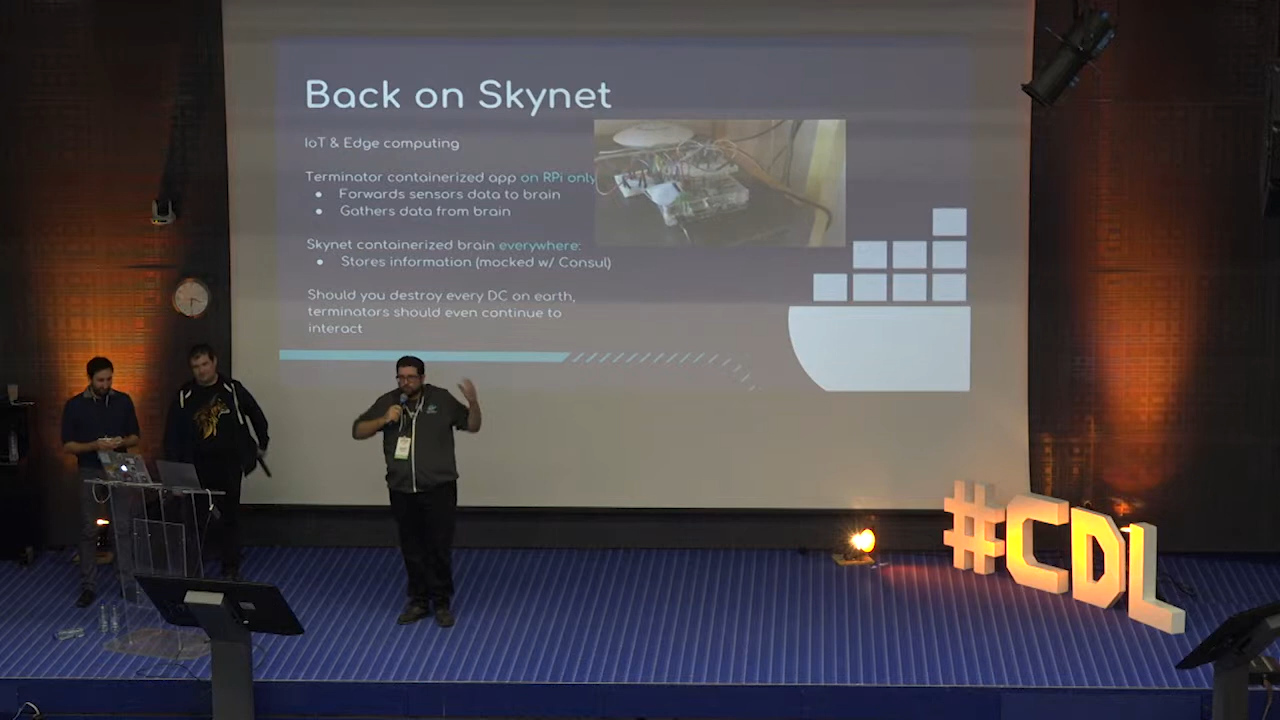 Back on Skynet
IoT & Edge computing
Terminator containerized app on RPi only
● Forwards sensors data to brain
● Gathers data from brain
Skynet containerized brain everywhere:
● Stores information (mocked w/ Consul)
Should you destroy every DC on earth,
terminators should even continue to
interact
#CDL